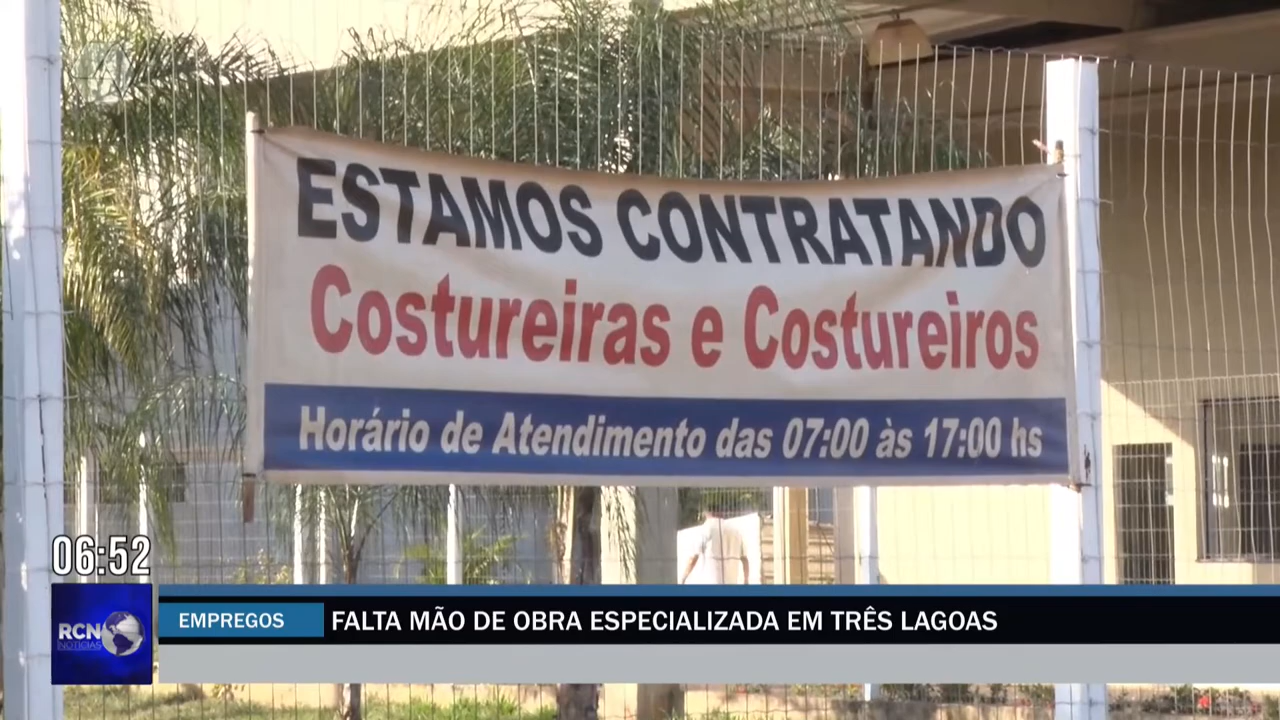 ESTAMOS CONTRATANDO
Costureiras e Costureiros
Horário de Atendimento das 07:00 às 17:00 hs
06:52
RCN
NOTÍCIAS
EMPREGOS
FALTA MÃO DE OBRA ESPECIALIZADA EM TRÊS LAGOAS